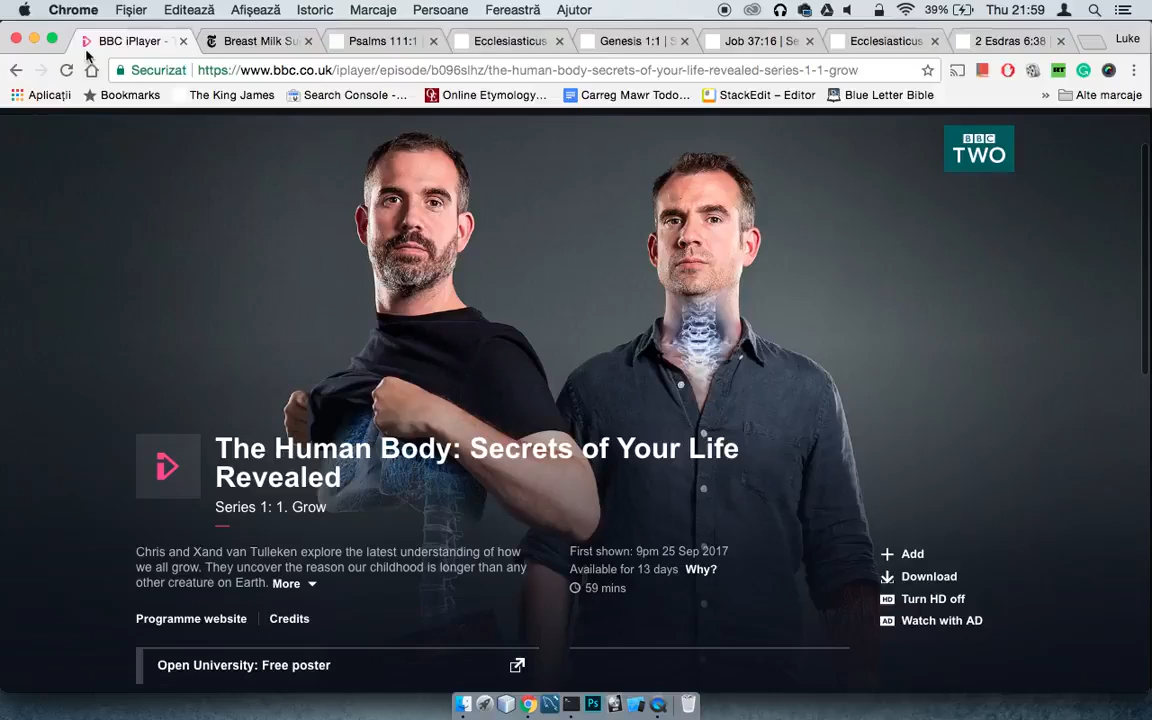 Chrome Fișier Editează Afișează Istoric Marcaje Persoane Fereastră Ajutor 39% Thu 21:59
BBC iPlayer - T Breast Milk Su Psalms 111:1 Ecclesiasticus Genesis 1:1 | S Job 37:16 | Se Ecclesiasticus 2 Esdras 6:38 Luke
Securizat https://www.bbc.co.uk/iplayer/episode/b096slhz/the-human-body-secrets-of-your-life-revealed-series-1-1-grow
Aplicații Bookmarks The King James Search Console -... Online Etymology... Carreg Mawr Todo... StackEdit – Editor Blue Letter Bible » Alte marcaje
BBC
TWO
The Human Body: Secrets of Your Life
Revealed
Series 1: 1. Grow
Chris and Xand van Tulleken explore the latest understanding of how
we all grow. They uncover the reason our childhood is longer than any
other creature on Earth. More
First shown: 9pm 25 Sep 2017
Available for 13 days Why?
59 mins
Add
Download
HD Turn HD off
AD Watch with AD
Programme website Credits
Open University: Free poster
Ps